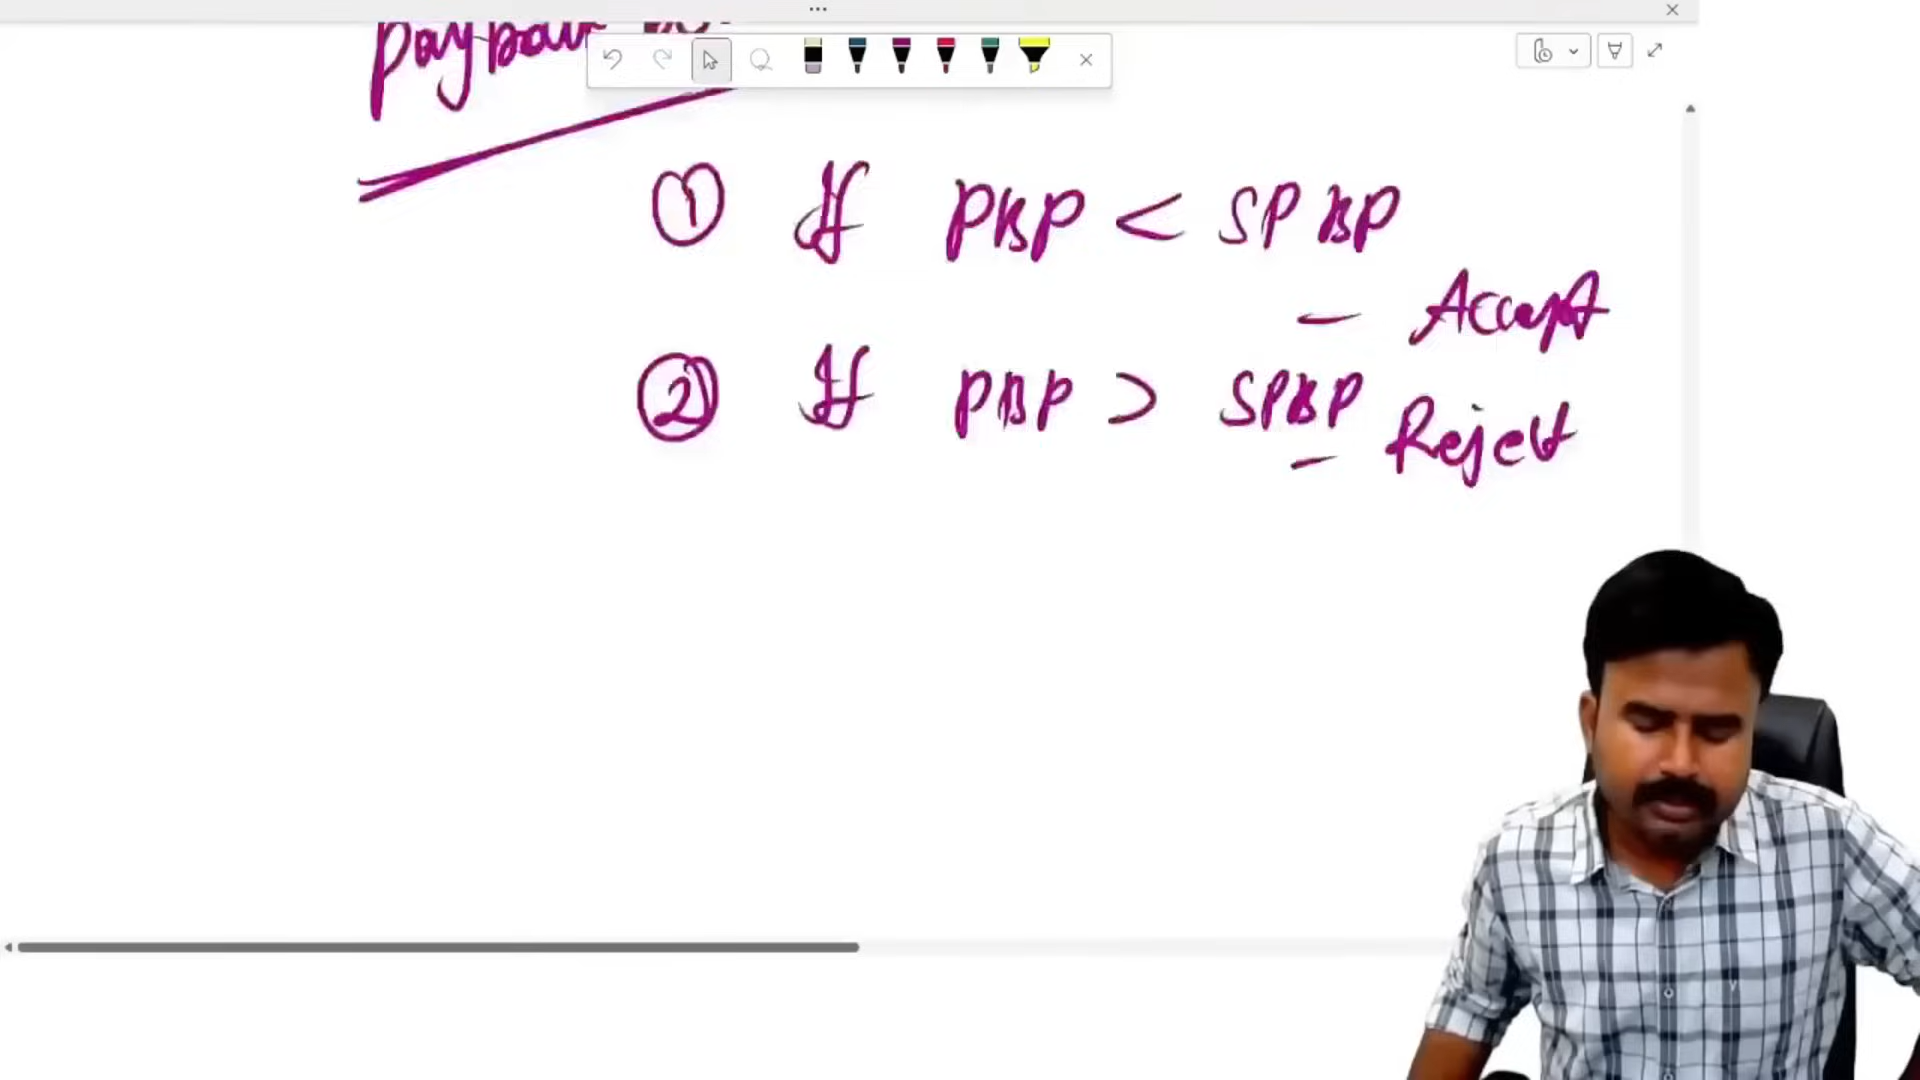 payback
① If PBP < SPBP
– Accept
② If PBP > SPBP
– Reject